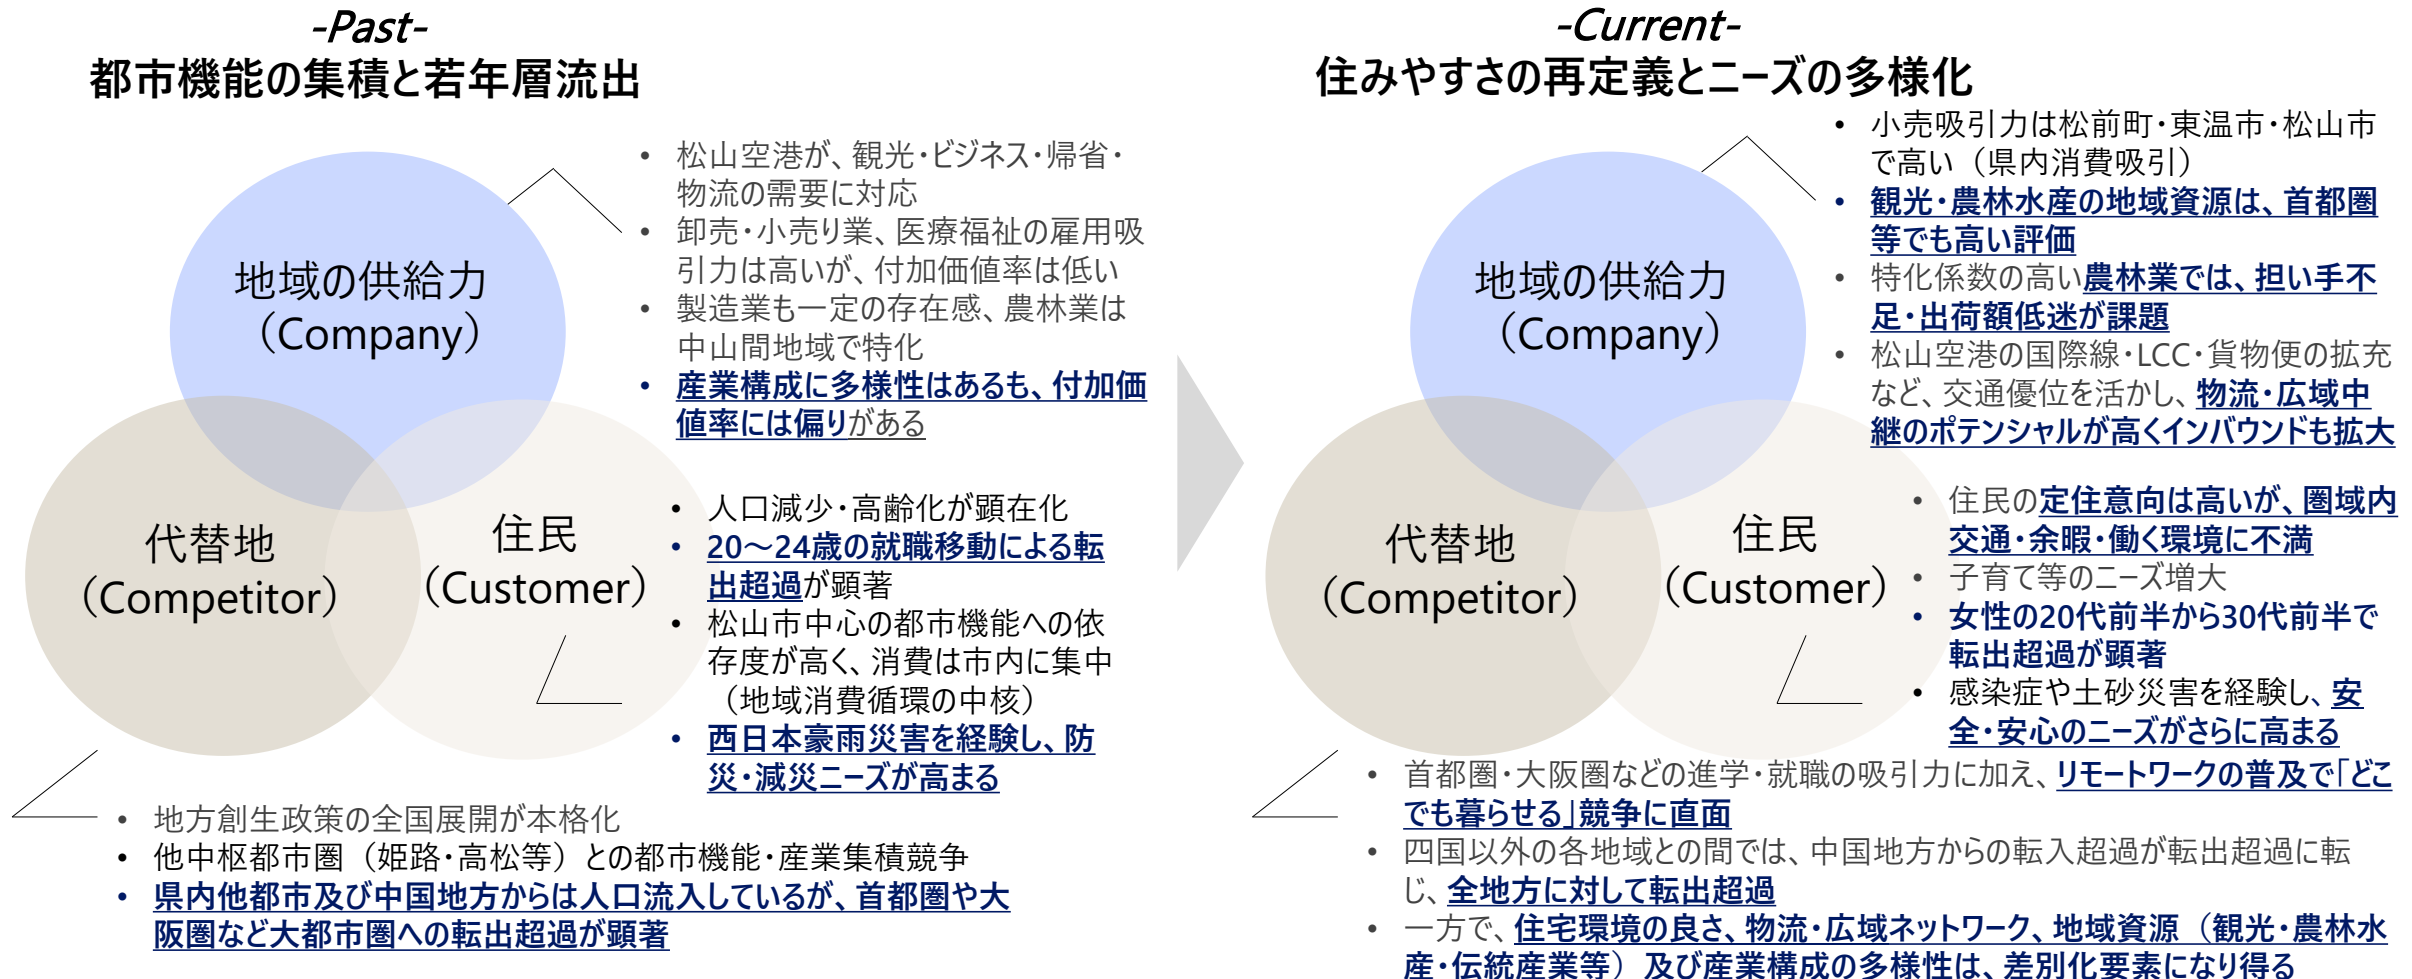 -Past-
都市機能の集積と若年層流出
地域の供給力
（Company）
代替地
（Competitor）
住民
（Customer）
• 松山空港が、観光・ビジネス・帰省・
物流の需要に対応
• 卸売・小売り業、医療福祉の雇用吸
引力は高いが、付加価値率は低い
• 製造業も一定の存在感、農林業は
中山間地域で特化
• 産業構成に多様性はあるも、付加価
値率には偏りがある
• 人口減少・高齢化が顕在化
• 20～24歳の就職移動による転
出超過が顕著
• 松山市中心の都市機能への依
存度が高く、消費は市内に集中
（地域消費循環の中核）
• 西日本豪雨災害を経験し、防
災・減災ニーズが高まる
• 地方創生政策の全国展開が本格化
• 他中枢都市圏（姫路・高松等）との都市機能・産業集積競争
• 県内他都市及び中国地方からは人口流入しているが、首都圏や大
阪圏など大都市圏への転出超過が顕著
-Current-
住みやすさの再定義とニーズの多様化
地域の供給力
（Company）
代替地
（Competitor）
住民
（Customer）
• 小売吸引力は松前町・東温市・松山市
で高い（県内消費吸引）
• 観光・農林水産の地域資源は、首都圏
等でも高い評価
• 特化係数の高い農林業では、担い手不
足・出荷額低迷が課題
• 松山空港の国際線・LCC・貨物便の拡充
など、交通優位を活かし、物流・広域中
継のポテンシャルが高くインバウンドも拡大
• 住民の定住意向は高いが、圏域内
交通・余暇・働く環境に不満
• 子育て等のニーズ増大
• 女性の20代前半から30代前半で
転出超過が顕著
• 感染症や土砂災害を経験し、安
全・安心のニーズがさらに高まる
• 首都圏・大阪圏などの進学・就職の吸引力に加え、リモートワークの普及で「どこ
でも暮らせる」競争に直面
• 四国以外の各地域との間では、中国地方からの転入超過が転出超過に転
じ、全地方に対して転出超過
• 一方で、住宅環境の良さ、物流・広域ネットワーク、地域資源（観光・農林水
産・伝統産業等）及び産業構成の多様性は、差別化要素になり得る